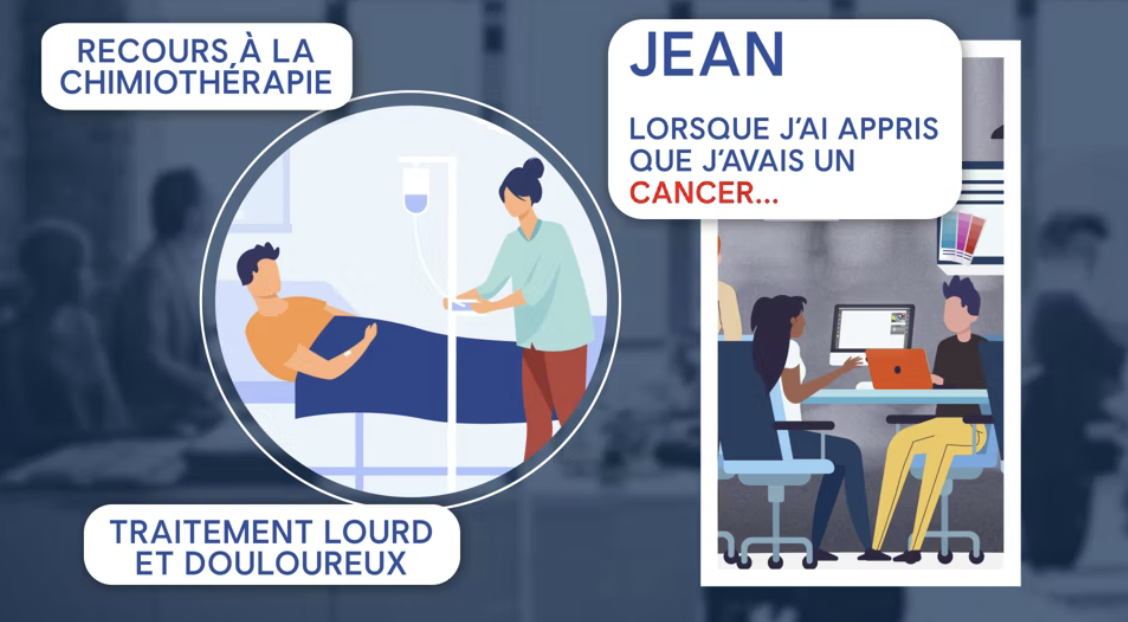 RECOURS À LA
CHIMIOTHÉRAPIE
TRAITEMENT LOURD
ET DOULOUREUX
JEAN
LORSQUE J'AI APPRIS
QUE J'AVAIS UN
CANCER...